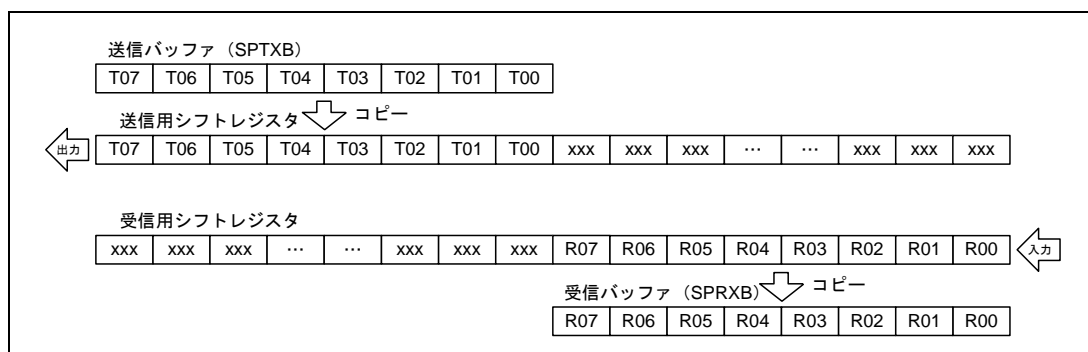 送信バッファ（SPTXB）
T07 T06 T05 T04 T03 T02 T01 T00
コピー
送信用シフトレジスタ
出力 T07 T06 T05 T04 T03 T02 T01 T00 xxx xxx xxx … … xxx xxx xxx
受信用シフトレジスタ
xxx xxx xxx … … xxx xxx xxx R07 R06 R05 R04 R03 R02 R01 R00 入力
コピー
受信バッファ（SPRXB）
R07 R06 R05 R04 R03 R02 R01 R00